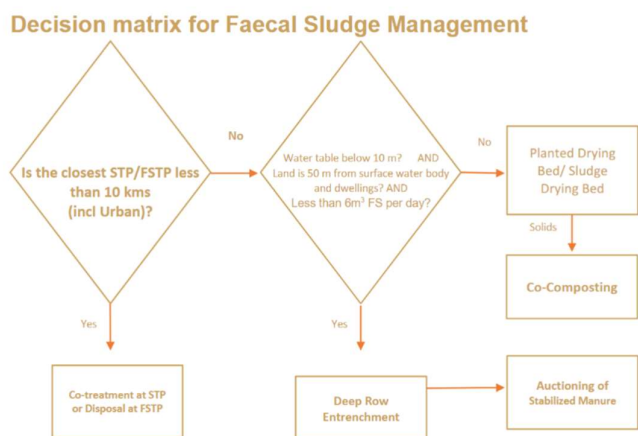 Decision matrix for Faecal Sludge Management
Is the closest STP/FSTP less
than 10 kms
(incl Urban)?
No
Water table below 10 m? AND
Land is 50 m from surface water body
and dwellings? AND
Less than 6m³ FS per day?
No
Planted Drying
Bed/ Sludge
Drying Bed
Solids
Co-Composting
Yes
Co-treatment at STP
or Disposal at FSTP
Yes
Deep Row
Entrenchment
Auctioning of
Stabilized Manure